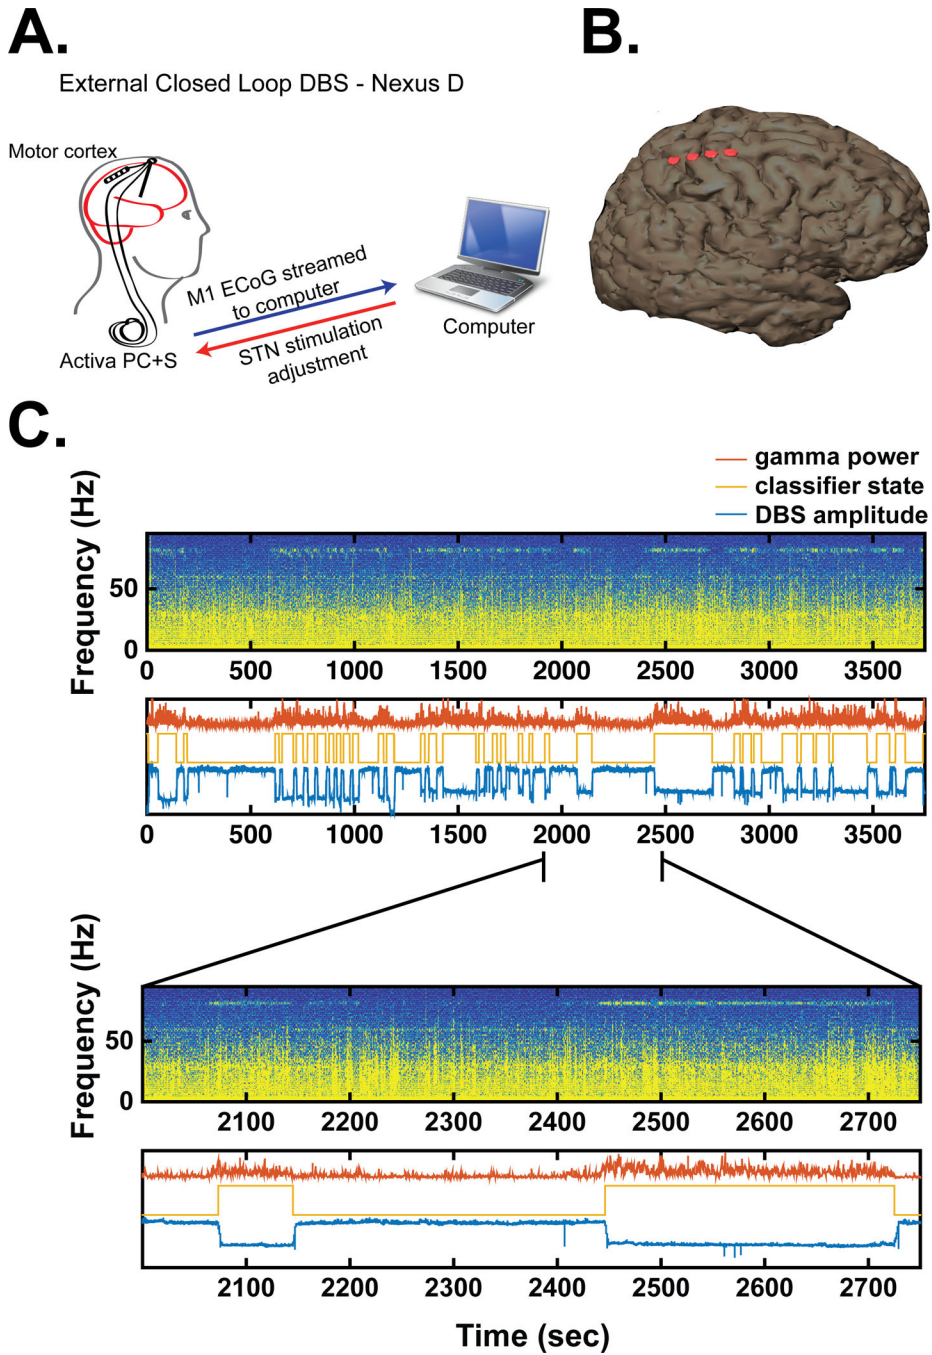 A.
B.
External Closed Loop DBS - Nexus D
Motor cortex
M1 ECoG streamed
to computer
STN stimulation
adjustment
Computer
Activa PC+S
C.
gamma power
classifier state
DBS amplitude
Frequency (Hz)
50
0
0 500 1000 1500 2000 2500 3000 3500
0 500 1000 1500 2000 2500 3000 3500
Frequency (Hz)
50
0
2100 2200 2300 2400 2500 2600 2700
2100 2200 2300 2400 2500 2600 2700
Time (sec)